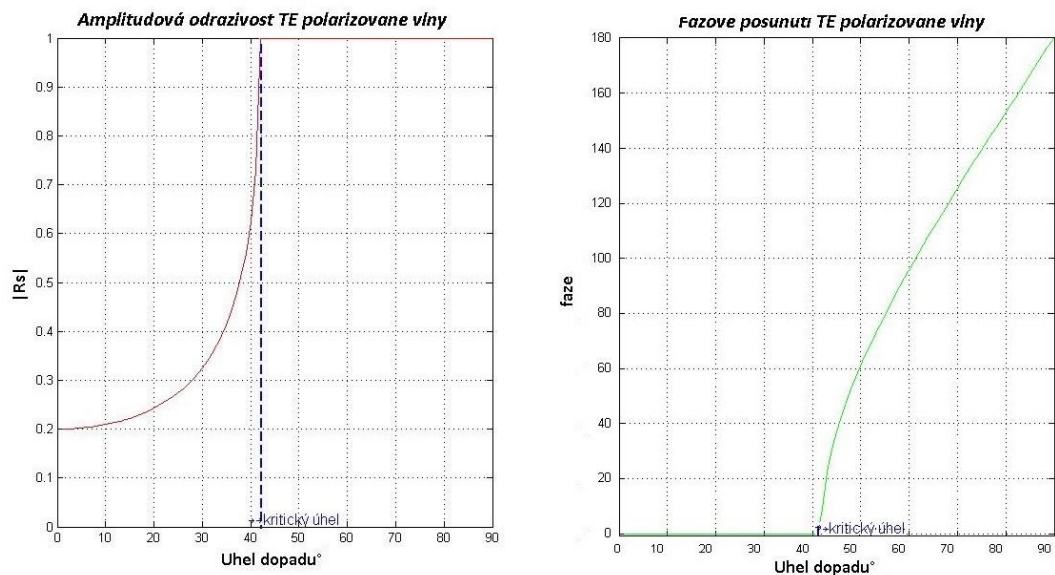 Amplitudová odrazivost TE polarizovane vlny
1
0.9
0.8
0.7
0.6
0.5
0.4
0.3
0.2
0.1
0
|Rs|
kritický úhel
0 10 20 30 40 50 60 70 80 90
Uhel dopadu°
Fazove posunuti TE polarizovane vlny
180
160
140
120
100
80
60
40
20
0
faze
kritický úhel
0 10 20 30 40 50 60 70 80 90
Uhel dopadu°